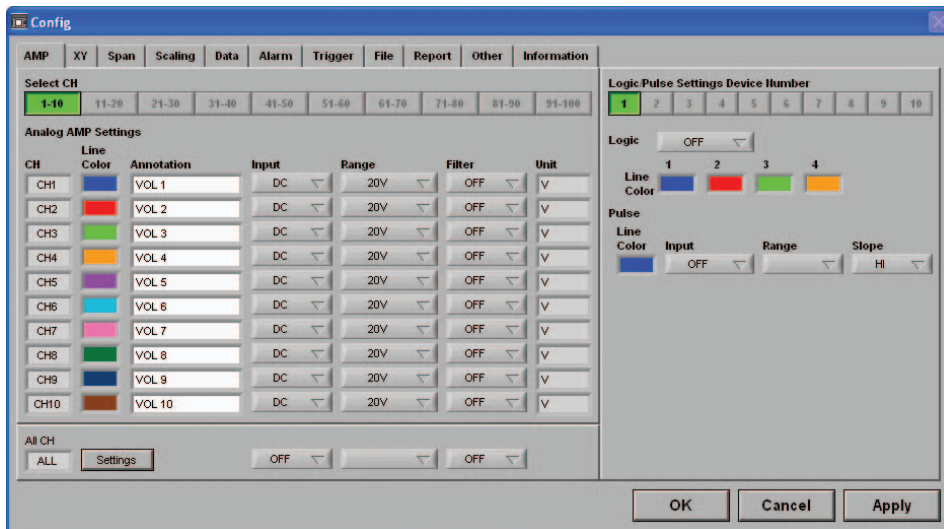 Config
AMP XY Span Scaling Data Alarm Trigger File Report Other Information
Select CH
1-10 11-20 21-30 31-40 41-50 51-60 61-70 71-80 81-90 91-100
Analog AMP Settings
CH Line Color Annotation Input Range Filter Unit
CH1 VOL 1 DC 20V OFF V
CH2 VOL 2 DC 20V OFF V
CH3 VOL 3 DC 20V OFF V
CH4 VOL 4 DC 20V OFF V
CH5 VOL 5 DC 20V OFF V
CH6 VOL 6 DC 20V OFF V
CH7 VOL 7 DC 20V OFF V
CH8 VOL 8 DC 20V OFF V
CH9 VOL 9 DC 20V OFF V
CH10 VOL 10 DC 20V OFF V
All CH
ALL Settings OFF OFF
Logic/Pulse Settings Device Number
1 2 3 4 5 6 7 8 9 10
Logic OFF
1 2 3 4
Line Color
Pulse
Line Color Input Range Slope
OFF HI
OK Cancel Apply